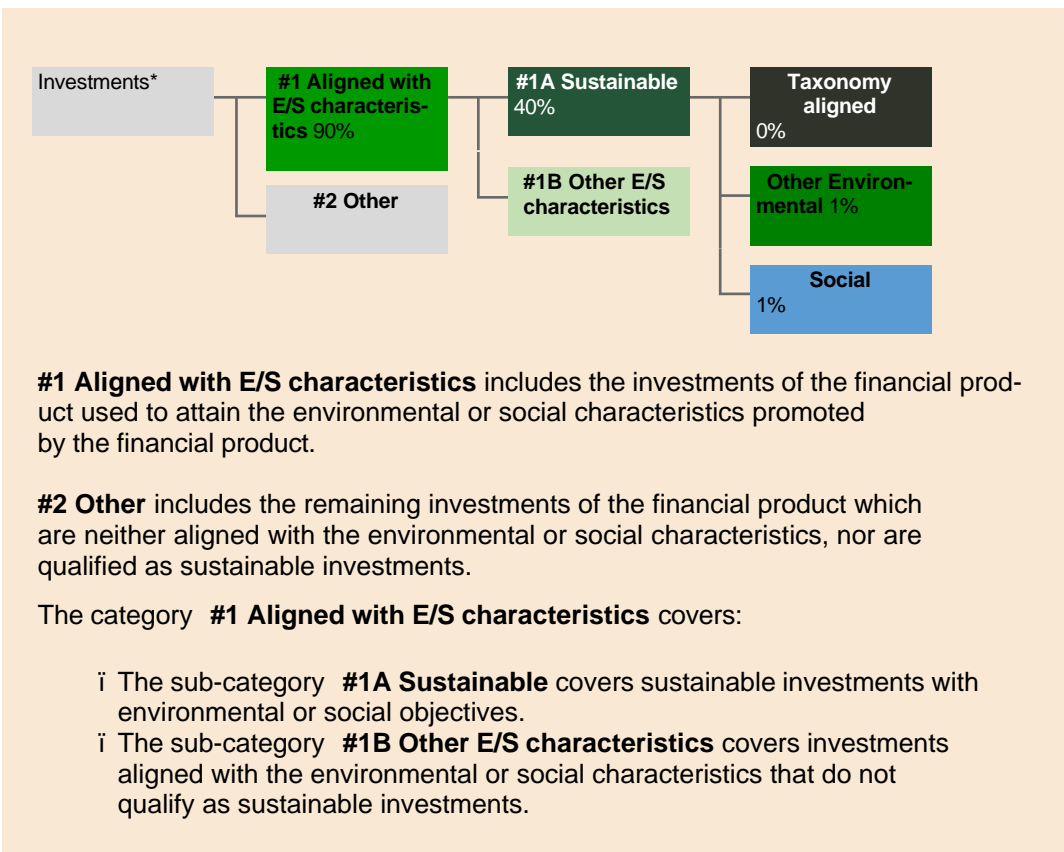 Investments*
#1 Aligned with
E/S characteris-
tics 90%
#2 Other
#1A Sustainable
40%
#1B Other E/S
characteristics
Taxonomy
aligned
0%
Other Environ-
mental 1%
Social
1%
#1 Aligned with E/S characteristics includes the investments of the financial prod-
uct used to attain the environmental or social characteristics promoted
by the financial product.
#2 Other includes the remaining investments of the financial product which
are neither aligned with the environmental or social characteristics, nor are
qualified as sustainable investments.
The category #1 Aligned with E/S characteristics covers:
ï The sub-category #1A Sustainable covers sustainable investments with
environmental or social objectives.
ï The sub-category #1B Other E/S characteristics covers investments
aligned with the environmental or social characteristics that do not
qualify as sustainable investments.